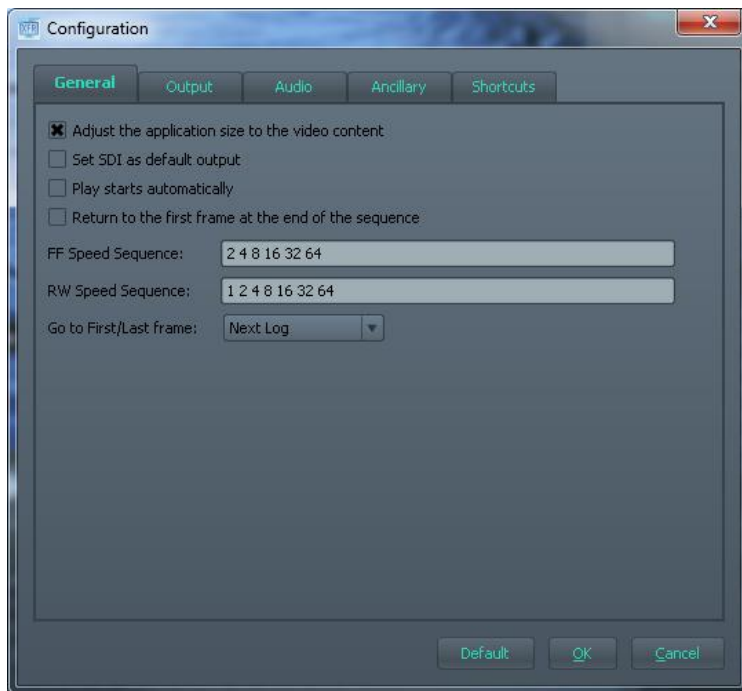 Configuration
General Output Audio Ancillary Shortcuts
Adjust the application size to the video content
Set SDI as default output
Play starts automatically
Return to the first frame at the end of the sequence
FF Speed Sequence: 2 4 8 16 32 64
RW Speed Sequence: 1 2 4 8 16 32 64
Go to First/Last frame: Next Log
Default OK Cancel